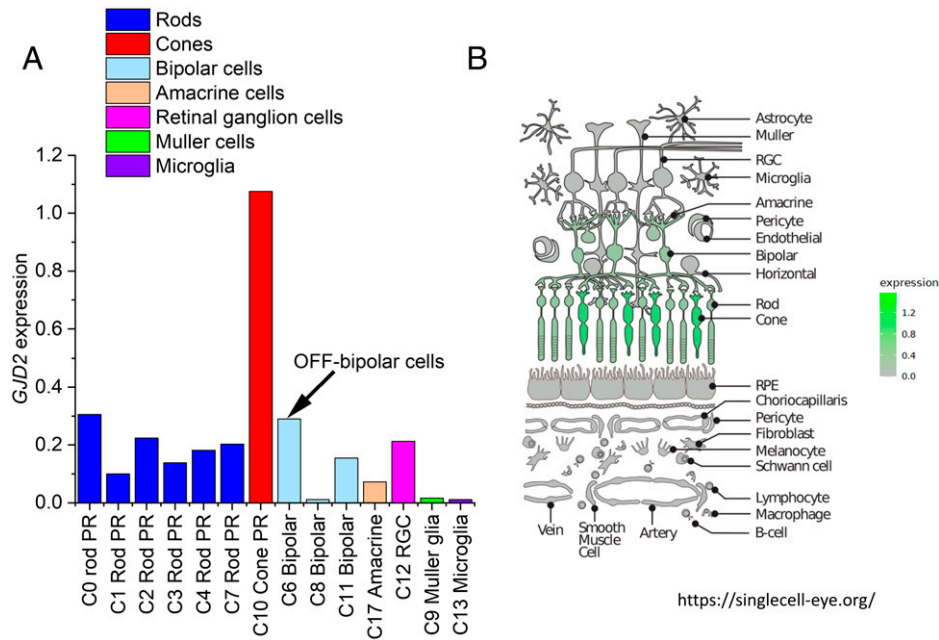 A
Rods
Cones
Bipolar cells
Amacrine cells
Retinal ganglion cells
Muller cells
Microglia
GJD2 expression
1.2
1.0
0.8
0.6
0.4
0.2
0.0
OFF-bipolar cells
C0 rod PR
C1 Rod PR
C2 Rod PR
C3 Rod PR
C4 Rod PR
C7 Rod PR
C10 Cone PR
C6 Bipolar
C8 Bipolar
C11 Bipolar
C17 Amacrine
C12 RGC
C9 Muller glia
C13 Microglia
B
Astrocyte
Muller
RGC
Microglia
Amacrine
Pericyte
Endothelial
Bipolar
Horizontal
Rod
Cone
RPE
Choriocapillaris
Pericyte
Fibroblast
Melanocyte
Schwann cell
Lymphocyte
Macrophage
B-cell
Vein
Smooth
Muscle
Cell
Artery
expression
1.2
0.8
0.4
0.0
https://singlecell-eye.org/